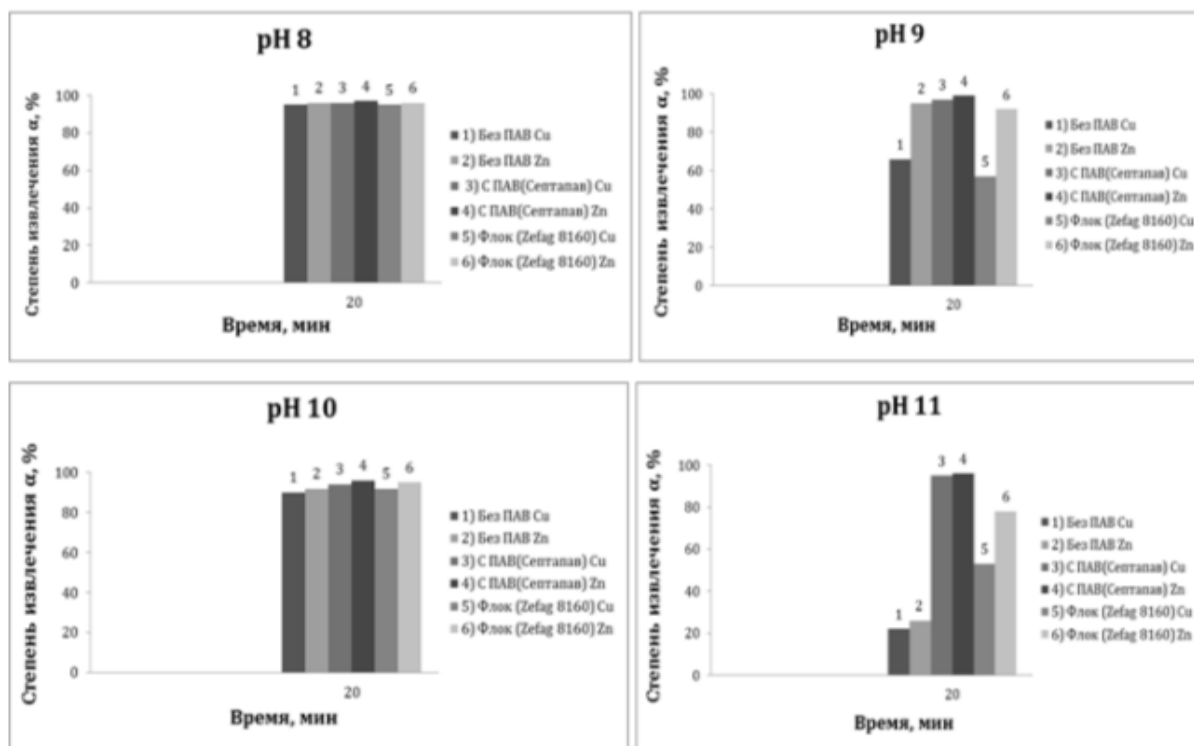 pH 8
Степень извлечения α, %
100
80
60
40
20
0
1 2 3 4 5 6
20
Время, мин
1) Без ПАВ Cu
2) Без ПАВ Zn
3) С ПАВ(Септапав) Cu
4) С ПАВ(Септапав) Zn
5) Флок (Zefag 8160) Cu
6) Флок (Zefag 8160) Zn
pH 9
Степень извлечения α, %
100
80
60
40
20
0
1 2 3 4 5 6
20
Время, мин
1) Без ПАВ Cu
2) Без ПАВ Zn
3) С ПАВ(Септапав) Cu
4) С ПАВ(Септапав) Zn
5) Флок (Zefag 8160) Cu
6) Флок (Zefag 8160) Zn
pH 10
Степень извлечения α, %
100
80
60
40
20
0
1 2 3 4 5 6
20
Время, мин
1) Без ПАВ Cu
2) Без ПАВ Zn
3) С ПАВ(Септапав) Cu
4) С ПАВ(Септапав) Zn
5) Флок (Zefag 8160) Cu
6) Флок (Zefag 8160) Zn
pH 11
Степень извлечения α, %
100
80
60
40
20
0
1 2 3 4 5 6
20
Время, мин
1) Без ПАВ Cu
2) Без ПАВ Zn
3) С ПАВ(Септапав) Cu
4) С ПАВ(Септапав) Zn
5) Флок (Zefag 8160) Cu
6) Флок (Zefag 8160) Zn